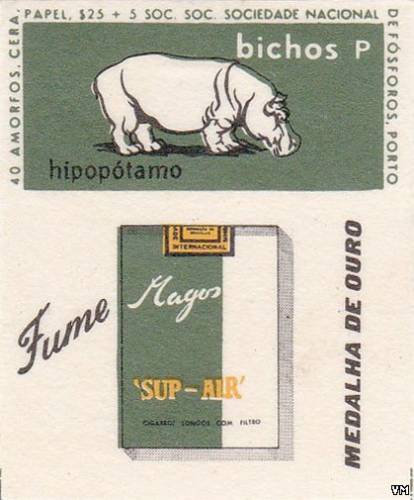 40 AMORFOS, CERA, PAPEL, $25 + 5 SOC. SOC. SOCIEDADE NACIONAL DE FÓSFOROS, PORTO
bichos P
hipopótamo
INTERNACIONAL
Fume
Magos
'SUP-AIR'
CIGARROS LONGOS COM FILTRO
MEDALHA DE OURO
VM